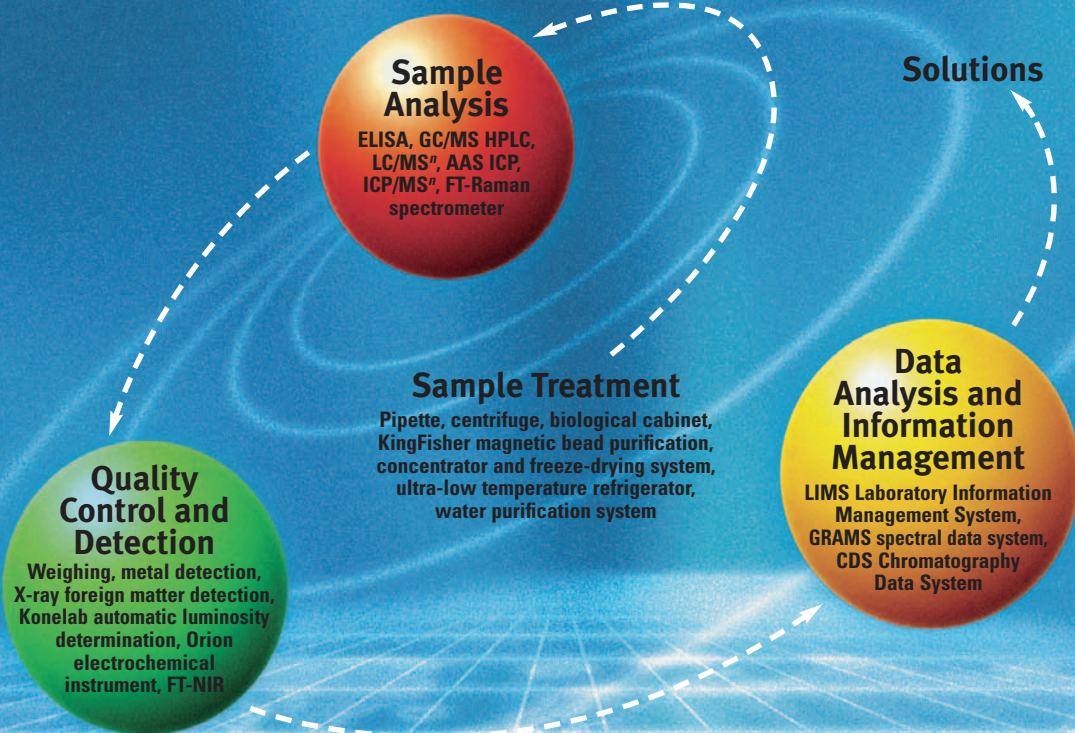 Sample
Analysis
ELISA, GC/MS HPLC,
LC/MSⁿ, AAS ICP,
ICP/MSⁿ, FT-Raman
spectrometer
Solutions
Sample Treatment
Pipette, centrifuge, biological cabinet,
KingFisher magnetic bead purification,
concentrator and freeze-drying system,
ultra-low temperature refrigerator,
water purification system
Data
Analysis and
Information
Management
LIMS Laboratory Information
Management System,
GRAMS spectral data system,
CDS Chromatography
Data System
Quality
Control and
Detection
Weighing, metal detection,
X-ray foreign matter detection,
Konelab automatic luminosity
determination, Orion
electrochemical
instrument, FT-NIR